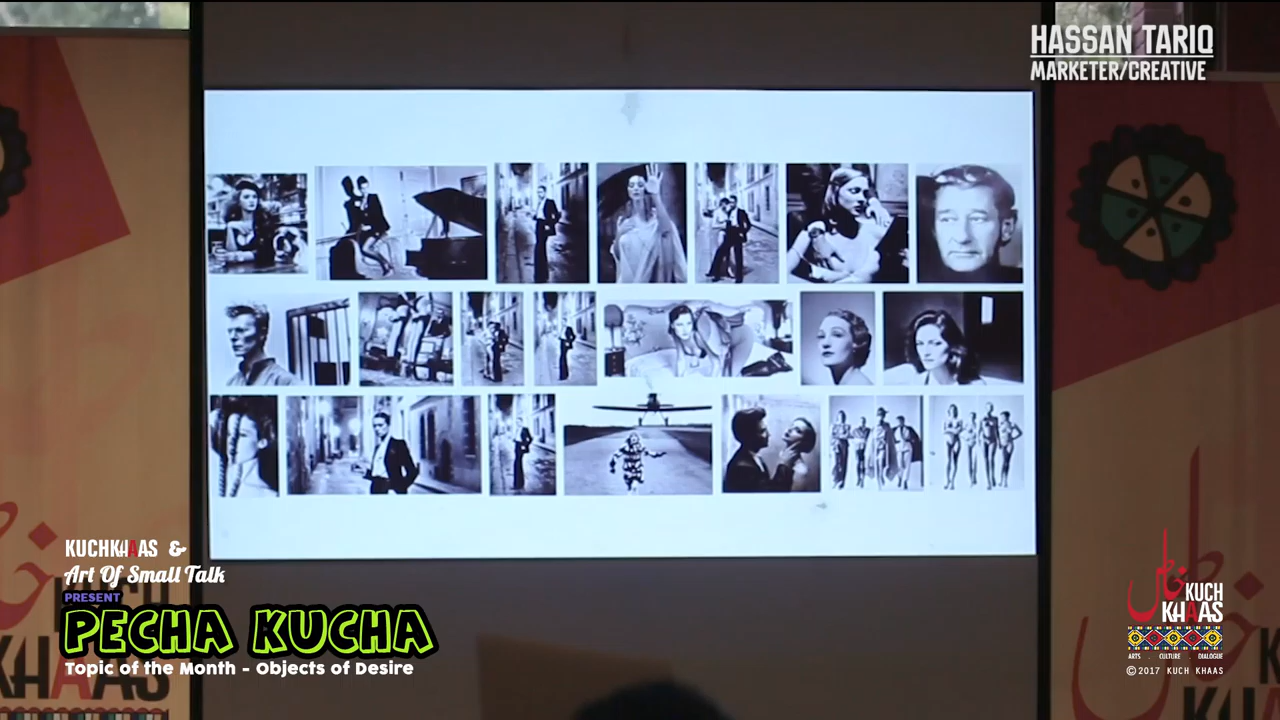 HASSAN TARIQ
MARKETER/CREATIVE
KUCHKHAAS &
Art Of Small Talk
PRESENT
PECHA KUCHA
Topic of the Month - Objects of Desire
خاص
KUCH
KHAAS
ARTS CULTURE DIALOGUE
©2017 KUCH KHAAS